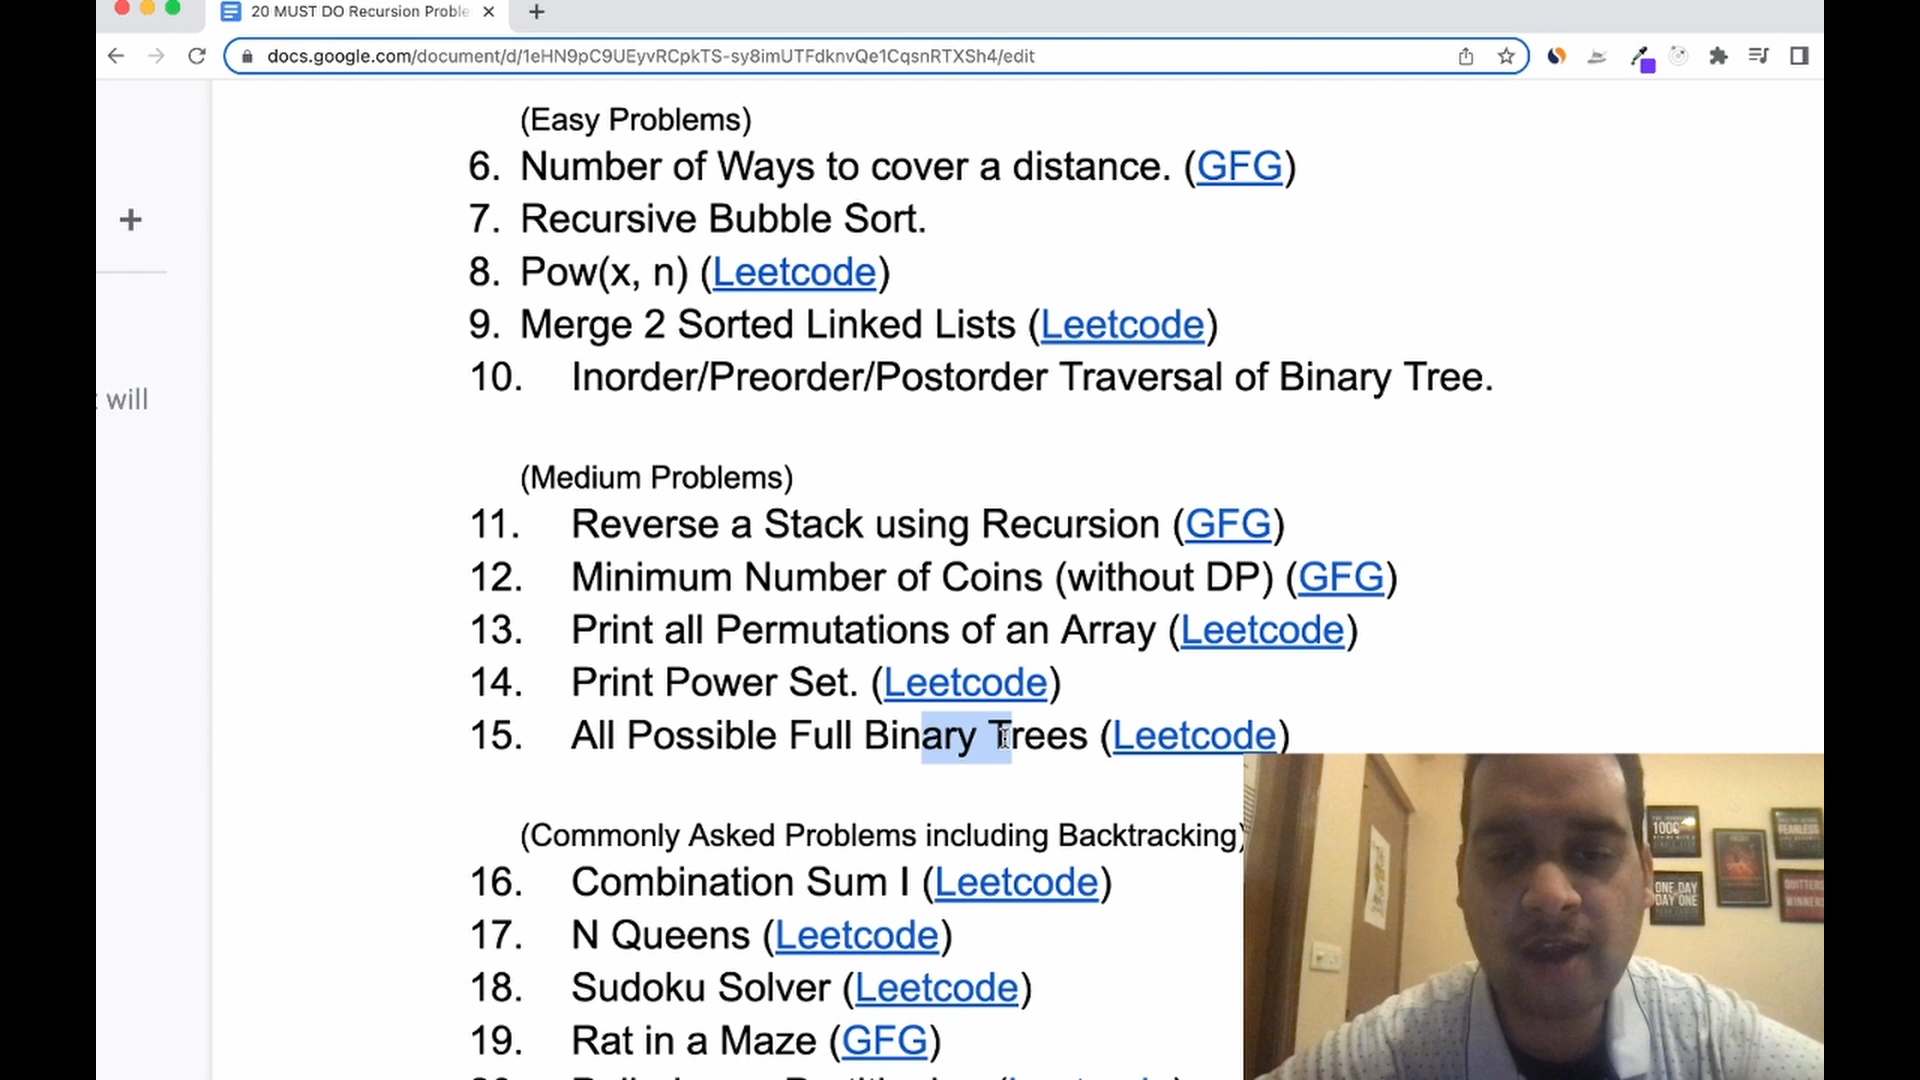 20 MUST DO Recursion Proble
docs.google.com/document/d/1eHN9pC9UEyvRCpkTS-sy8imUTFdknvQe1CqsnRTXSh4/edit
(Easy Problems)
6. Number of Ways to cover a distance. (GFG)
7. Recursive Bubble Sort.
8. Pow(x, n) (Leetcode)
9. Merge 2 Sorted Linked Lists (Leetcode)
10. Inorder/Preorder/Postorder Traversal of Binary Tree.
will
(Medium Problems)
11. Reverse a Stack using Recursion (GFG)
12. Minimum Number of Coins (without DP) (GFG)
13. Print all Permutations of an Array (Leetcode)
14. Print Power Set. (Leetcode)
15. All Possible Full Binary Trees (Leetcode)
(Commonly Asked Problems including Backtracking)
16. Combination Sum I (Leetcode)
17. N Queens (Leetcode)
18. Sudoku Solver (Leetcode)
19. Rat in a Maze (GFG)
FEARLESS
ONE DAY
DAY ONE